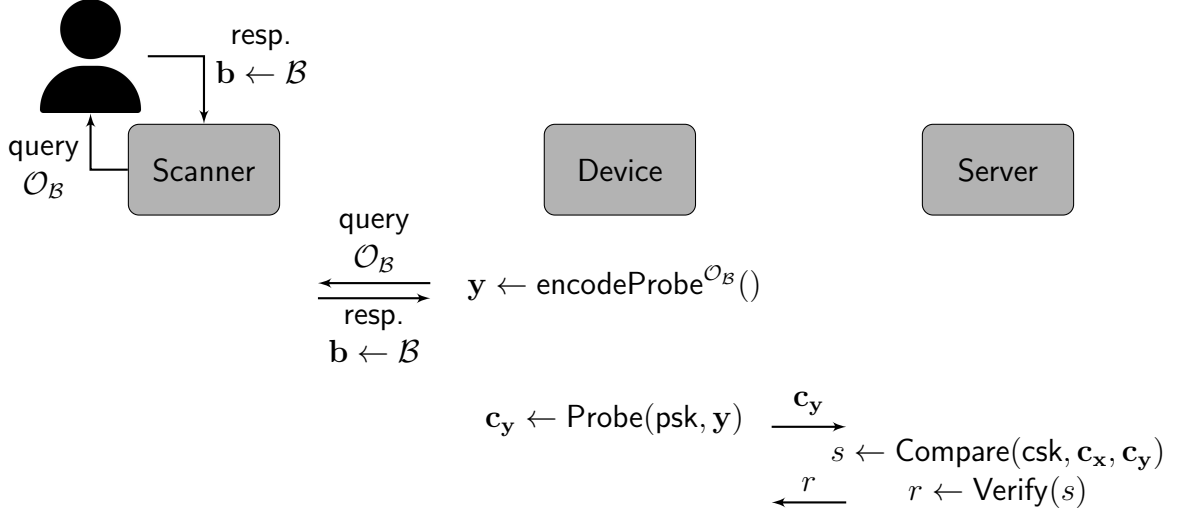 resp.
𝐛 ← ℬ
query
𝒪_ℬ
Scanner
Device
Server
query
𝒪_ℬ
𝐲 ← encodeProbe^{𝒪_ℬ}()
resp.
𝐛 ← ℬ
𝐜_𝐲 ← Probe(psk, 𝐲)
𝐜_𝐲
s ← Compare(csk, 𝐜_𝐱, 𝐜_𝐲)
r
r ← Verify(s)